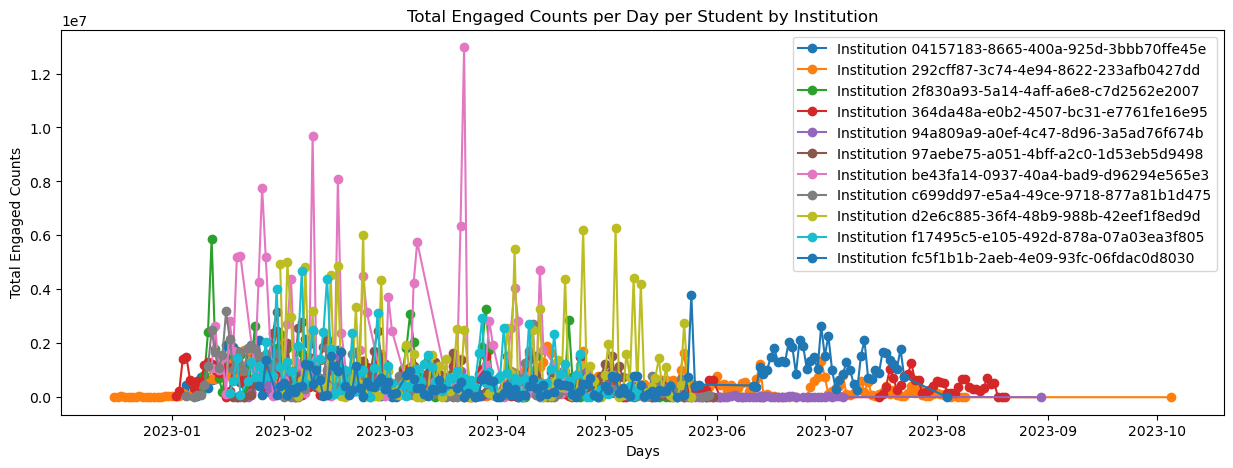 Total Engaged Counts per Day per Student by Institution
1e7
Total Engaged Counts
1.2
1.0
0.8
0.6
0.4
0.2
0.0
Institution 04157183-8665-400a-925d-3bbb70ffe45e
Institution 292cff87-3c74-4e94-8622-233afb0427dd
Institution 2f830a93-5a14-4aff-a6e8-c7d2562e2007
Institution 364da48a-e0b2-4507-bc31-e7761fe16e95
Institution 94a809a9-a0ef-4c47-8d96-3a5ad76f674b
Institution 97aebe75-a051-4bff-a2c0-1d53eb5d9498
Institution be43fa14-0937-40a4-bad9-d96294e565e3
Institution c699dd97-e5a4-49ce-9718-877a81b1d475
Institution d2e6c885-36f4-48b9-988b-42eef1f8ed9d
Institution f17495c5-e105-492d-878a-07a03ea3f805
Institution fc5f1b1b-2aeb-4e09-93fc-06fdac0d8030
2023-01 2023-02 2023-03 2023-04 2023-05 2023-06 2023-07 2023-08 2023-09 2023-10
Days